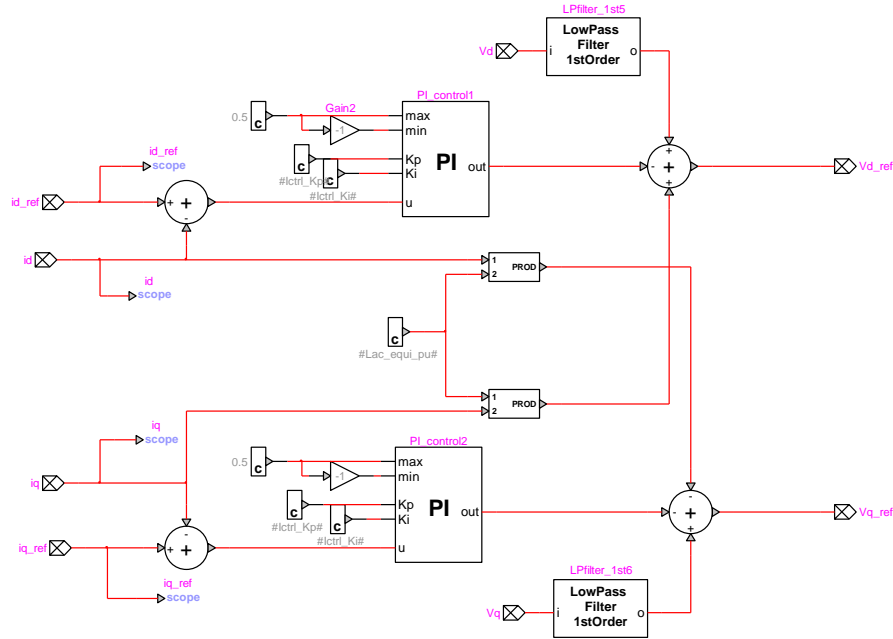 LPfilter_1st5
LowPass
Filter
1stOrder
Vd
i
o
PI_control1
Gain2
0.5
c
-1
max
min
Kp
Ki
u
PI
out
c
c
#Ictrl_Kp#
#Ictrl_Ki#
+
+
-
+
Vd_ref
id_ref
scope
id_ref
+
+
-
id
id
scope
1
2
PROD
c
#Lac_equi_pu#
1
2
PROD
iq
scope
iq
PI_control2
0.5
c
-1
max
min
Kp
Ki
u
PI
out
c
c
#Ictrl_Kp#
#Ictrl_Ki#
-
-
+
+
Vq_ref
iq_ref
-
+
+
iq_ref
scope
LPfilter_1st6
LowPass
Filter
1stOrder
Vq
i
o